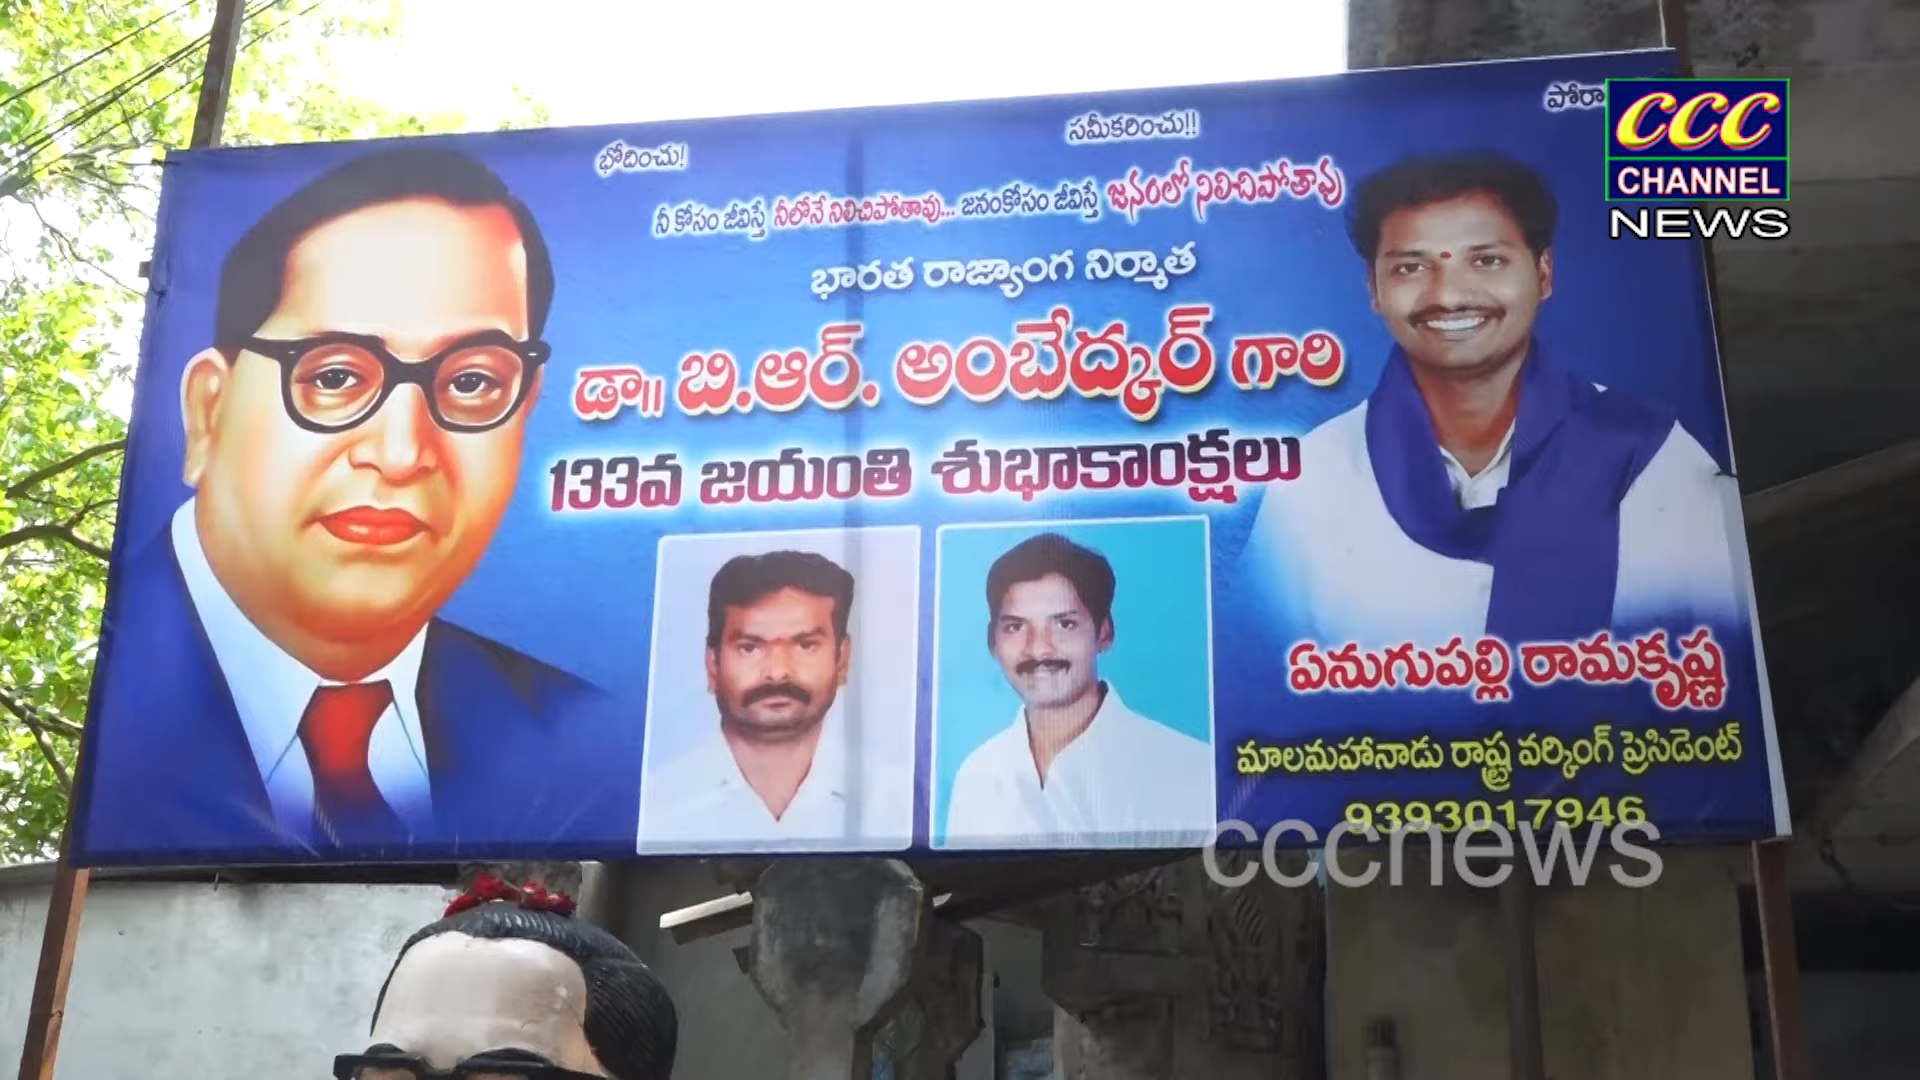 భోదించు!
సమీకరించు!!
పోరా
CCC
CHANNEL
NEWS
నీ కోసం జీవిస్తే నీలోనే నిలిచిపోతావు... జనంకోసం జీవిస్తే జనంలో నిలిచిపోతావు
భారత రాజ్యాంగ నిర్మాత
డా॥ బి.ఆర్. అంబేద్కర్ గారి
133వ జయంతి శుభాకాంక్షలు
ఏనుగుపల్లి రామకృష్ణ
మాలమహానాడు రాష్ట్ర వర్కింగ్ ప్రెసిడెంట్
9393017946
cccnews